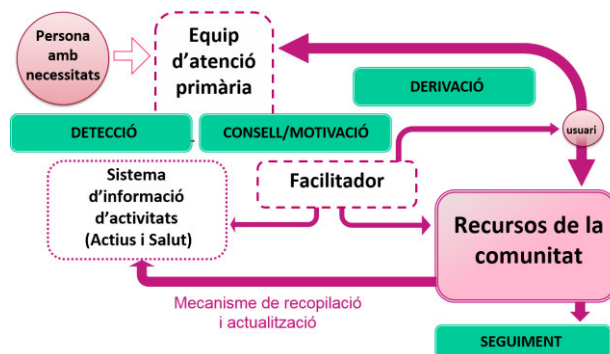 Persona
amb
necessitats
Equip
d'atenció
primària
DERIVACIÓ
DETECCIÓ
CONSELL/MOTIVACIÓ
usuari
Sistema
d'informació
d'activitats
(Actius i Salut)
Facilitador
Recursos de la
comunitat
Mecanisme de recopilació
i actualització
SEGUIMENT